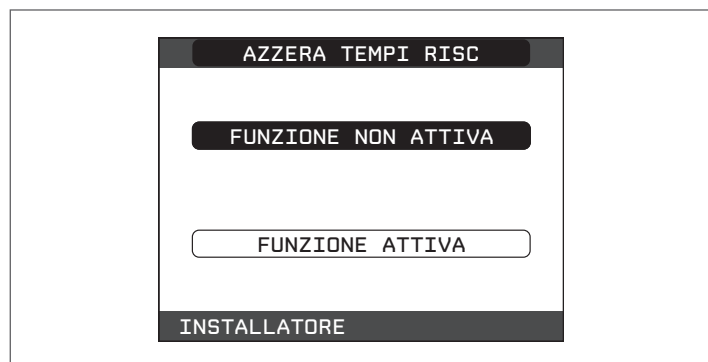 AZZERA TEMPI RISC
FUNZIONE NON ATTIVA
FUNZIONE ATTIVA
INSTALLATORE